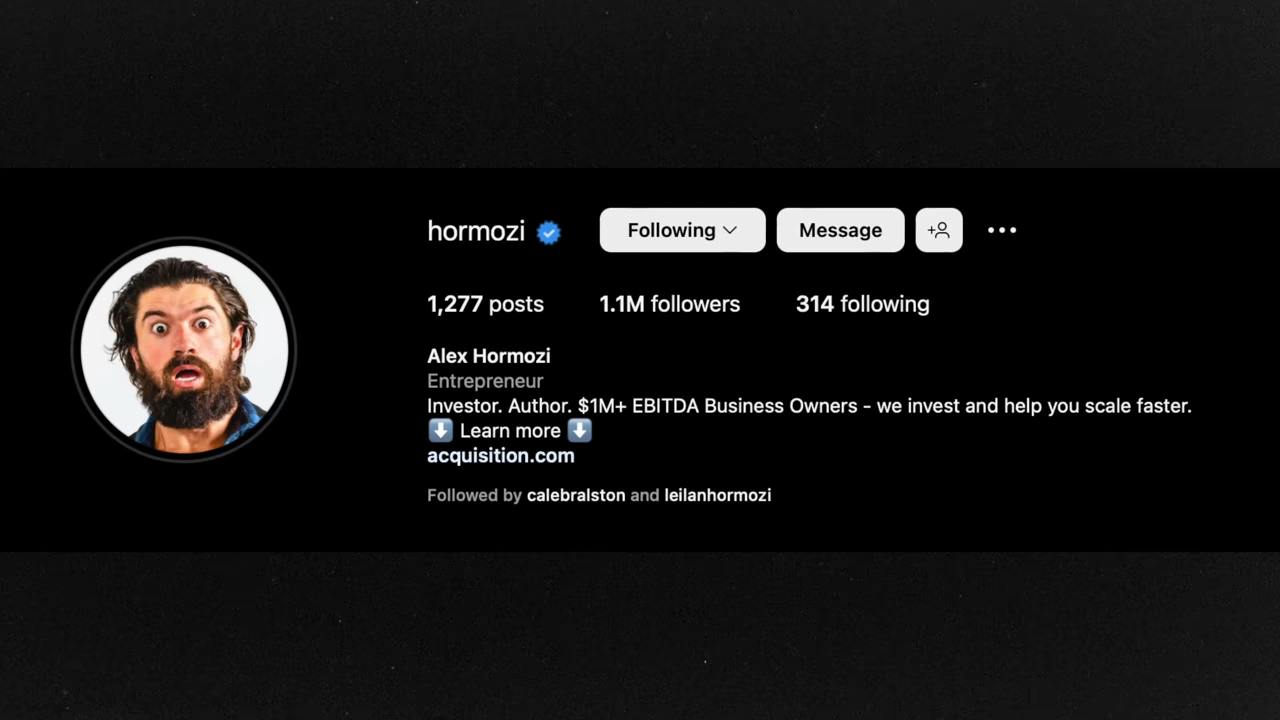 hormozi
Following
Message
1,277 posts 1.1M followers 314 following
Alex Hormozi
Entrepreneur
Investor. Author. $1M+ EBITDA Business Owners - we invest and help you scale faster.
⬇️ Learn more ⬇️
acquisition.com
Followed by calebralston and leilanhormozi